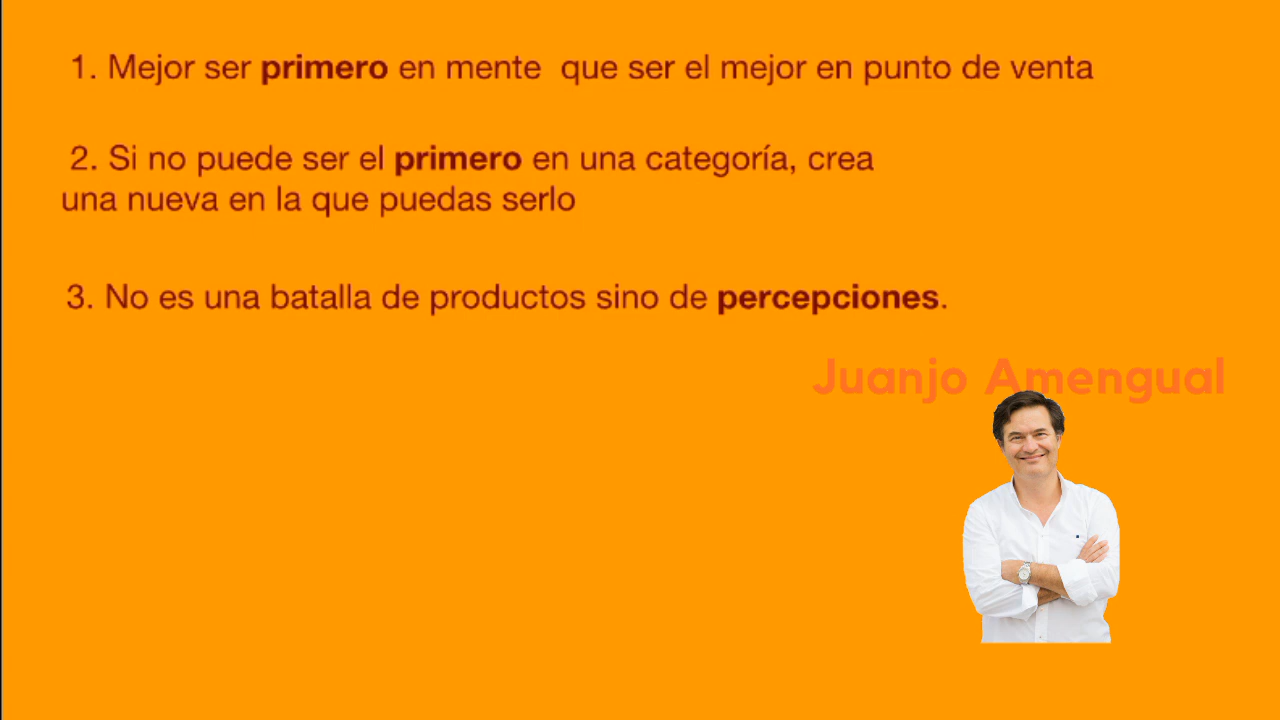 1. Mejor ser primero en mente que ser el mejor en punto de venta
2. Si no puede ser el primero en una categoría, crea
una nueva en la que puedas serlo
3. No es una batalla de productos sino de percepciones.
Juanjo Amengual